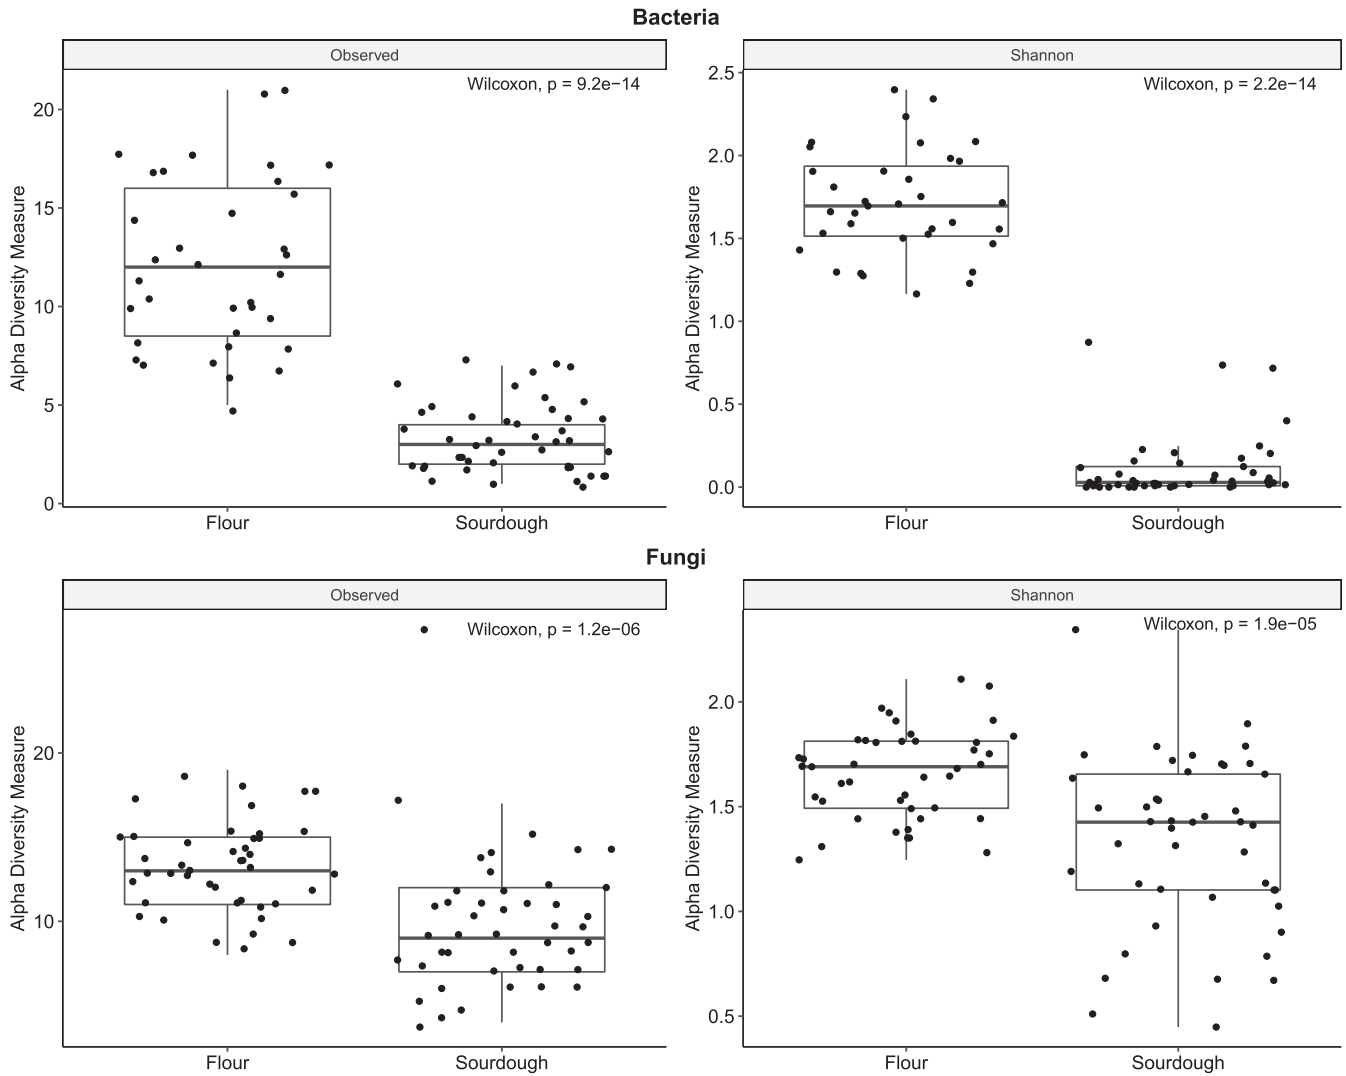 Bacteria
Observed
Shannon
Wilcoxon, p = 9.2e−14
Wilcoxon, p = 2.2e−14
Alpha Diversity Measure
20
15
10
5
0
Flour
Sourdough
Alpha Diversity Measure
2.5
2.0
1.5
1.0
0.5
0.0
Flour
Sourdough
Fungi
Observed
Shannon
Wilcoxon, p = 1.2e−06
Wilcoxon, p = 1.9e−05
Alpha Diversity Measure
20
10
Flour
Sourdough
Alpha Diversity Measure
2.0
1.5
1.0
0.5
Flour
Sourdough